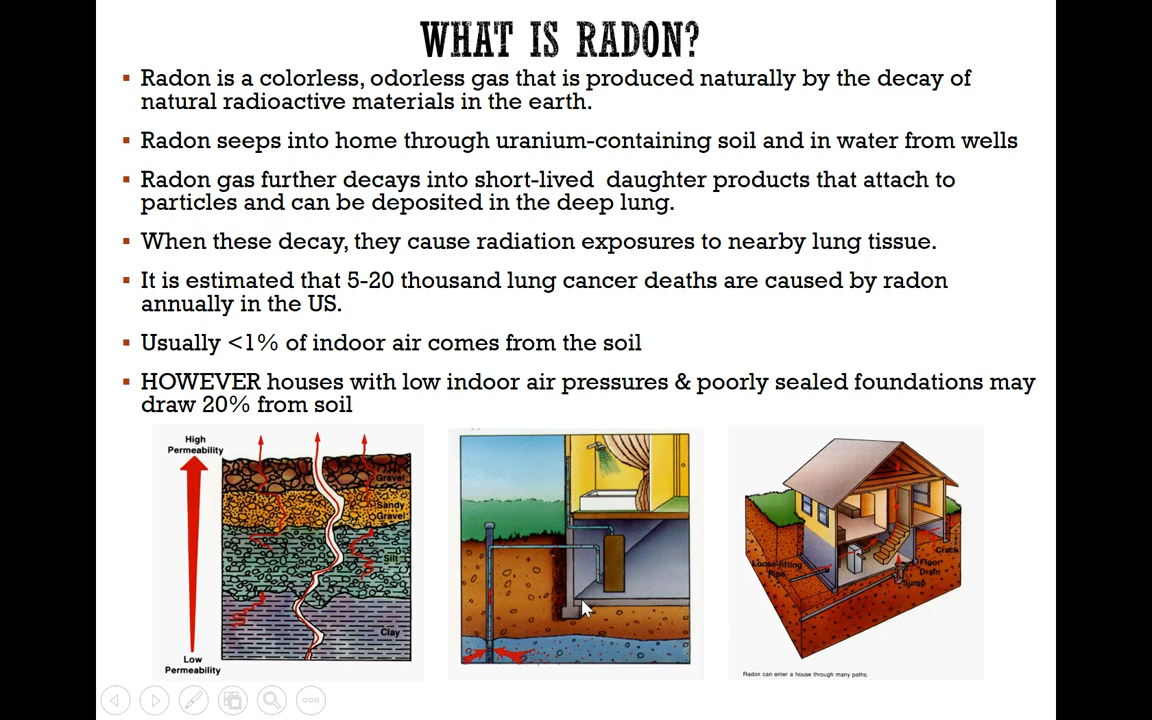 WHAT IS RADON?
▪ Radon is a colorless, odorless gas that is produced naturally by the decay of
natural radioactive materials in the earth.
▪ Radon seeps into home through uranium-containing soil and in water from wells
▪ Radon gas further decays into short-lived daughter products that attach to
particles and can be deposited in the deep lung.
▪ When these decay, they cause radiation exposures to nearby lung tissue.
▪ It is estimated that 5-20 thousand lung cancer deaths are caused by radon
annually in the US.
▪ Usually <1% of indoor air comes from the soil
▪ HOWEVER houses with low indoor air pressures & poorly sealed foundations may
draw 20% from soil
High
Permeability
Gravel
Sandy
Gravel
Silt
Clay
Low
Permeability
Loose-fitting
Pipe
Crack
Floor
Drain
Sump
Radon can enter a house through many paths.